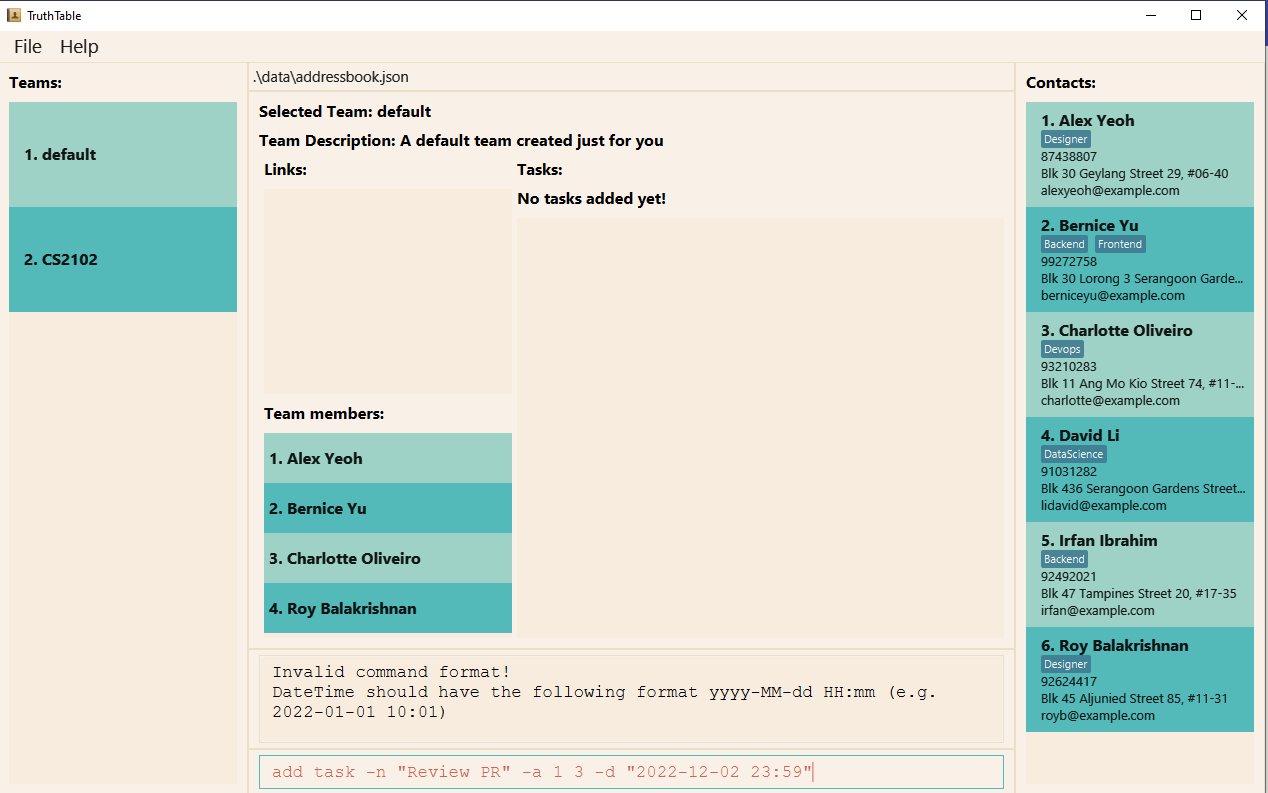 TruthTable
File Help
Teams:
1. default
2. CS2102
.\data\addressbook.json
Selected Team: default
Team Description: A default team created just for you
Links:
Tasks:
No tasks added yet!
Team members:
1. Alex Yeoh
2. Bernice Yu
3. Charlotte Oliveiro
4. Roy Balakrishnan
Invalid command format!
DateTime should have the following format yyyy-MM-dd HH:mm (e.g.
2022-01-01 10:01)
add task -n "Review PR" -a 1 3 -d "2022-12-02 23:59"
Contacts:
1. Alex Yeoh
Designer
87438807
Blk 30 Geylang Street 29, #06-40
alexyeoh@example.com
2. Bernice Yu
Backend Frontend
99272758
Blk 30 Lorong 3 Serangoon Garde...
berniceyu@example.com
3. Charlotte Oliveiro
Devops
93210283
Blk 11 Ang Mo Kio Street 74, #11-...
charlotte@example.com
4. David Li
DataScience
91031282
Blk 436 Serangoon Gardens Street...
lidavid@example.com
5. Irfan Ibrahim
Backend
92492021
Blk 47 Tampines Street 20, #17-35
irfan@example.com
6. Roy Balakrishnan
Designer
92624417
Blk 45 Aljunied Street 85, #11-31
royb@example.com